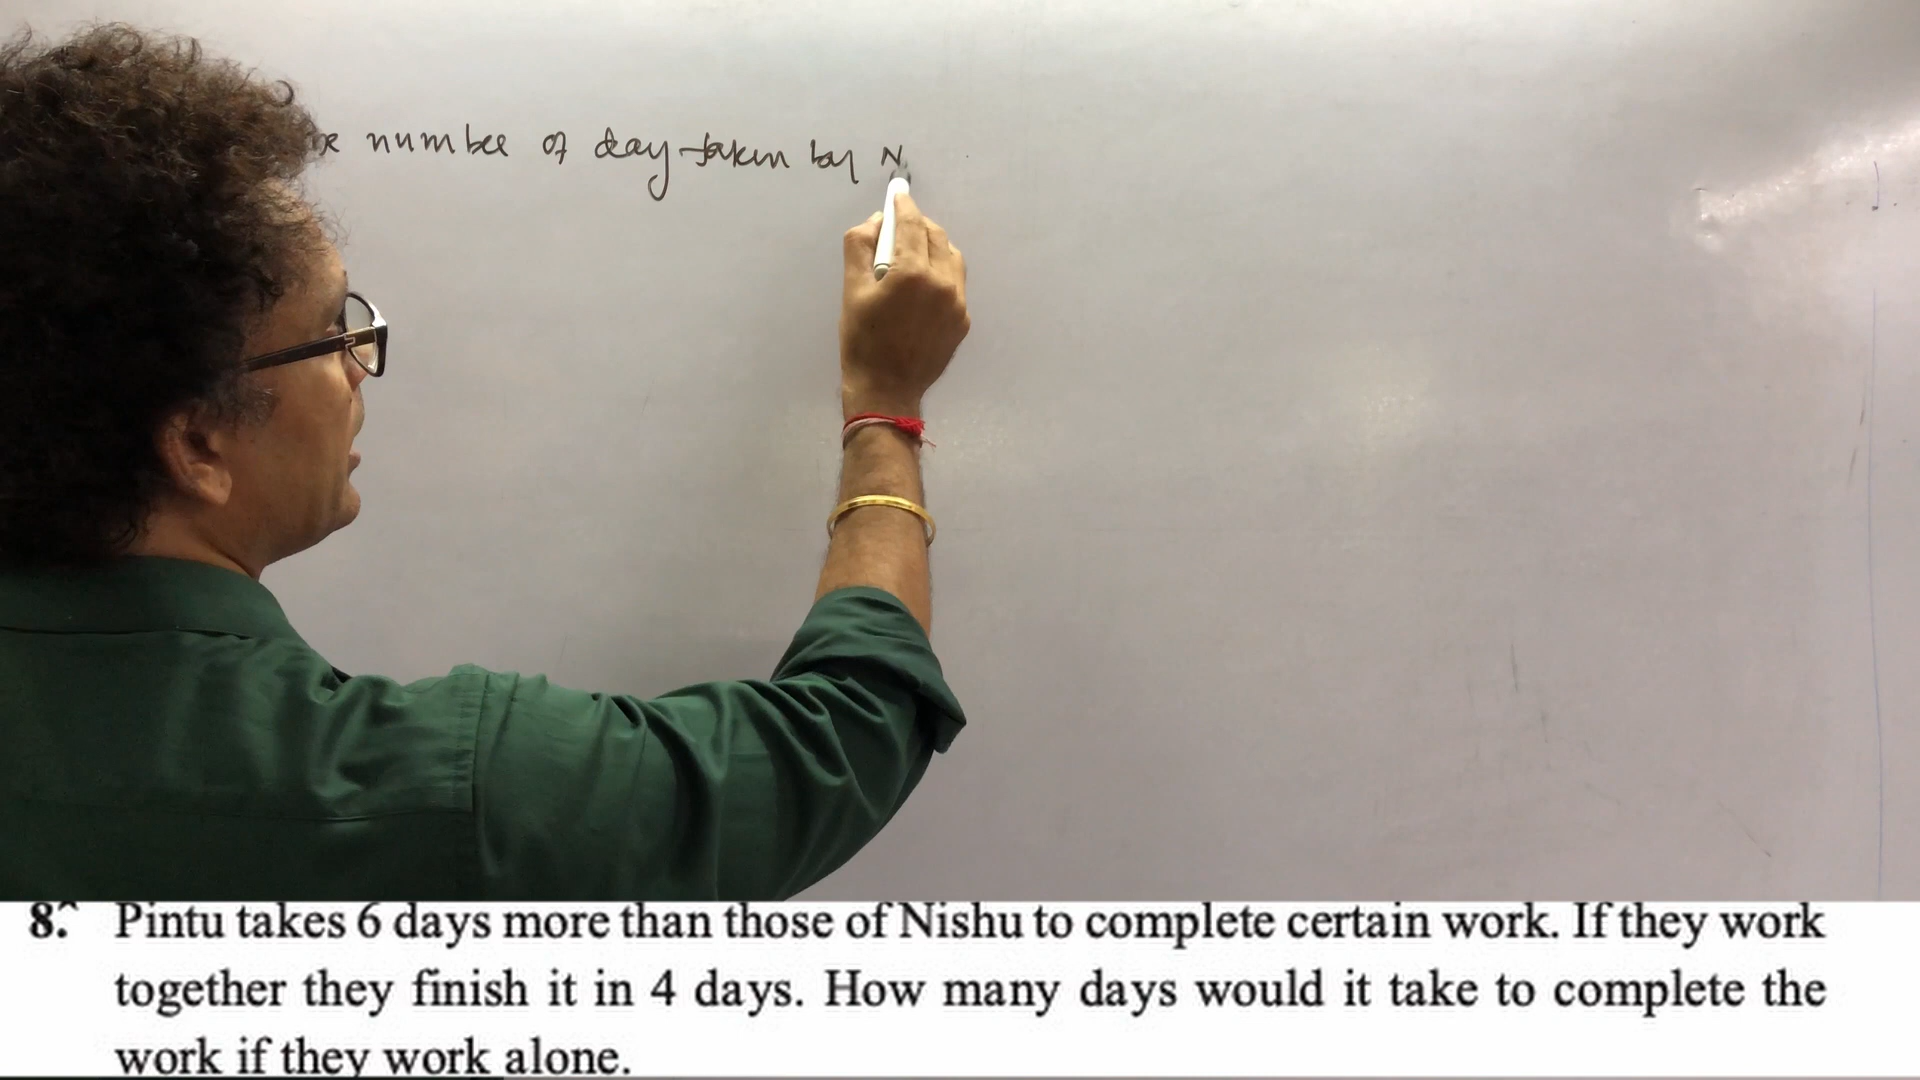 number of day taken by N
8. Pintu takes 6 days more than those of Nishu to complete certain work. If they work
together they finish it in 4 days. How many days would it take to complete the
work if they work alone.